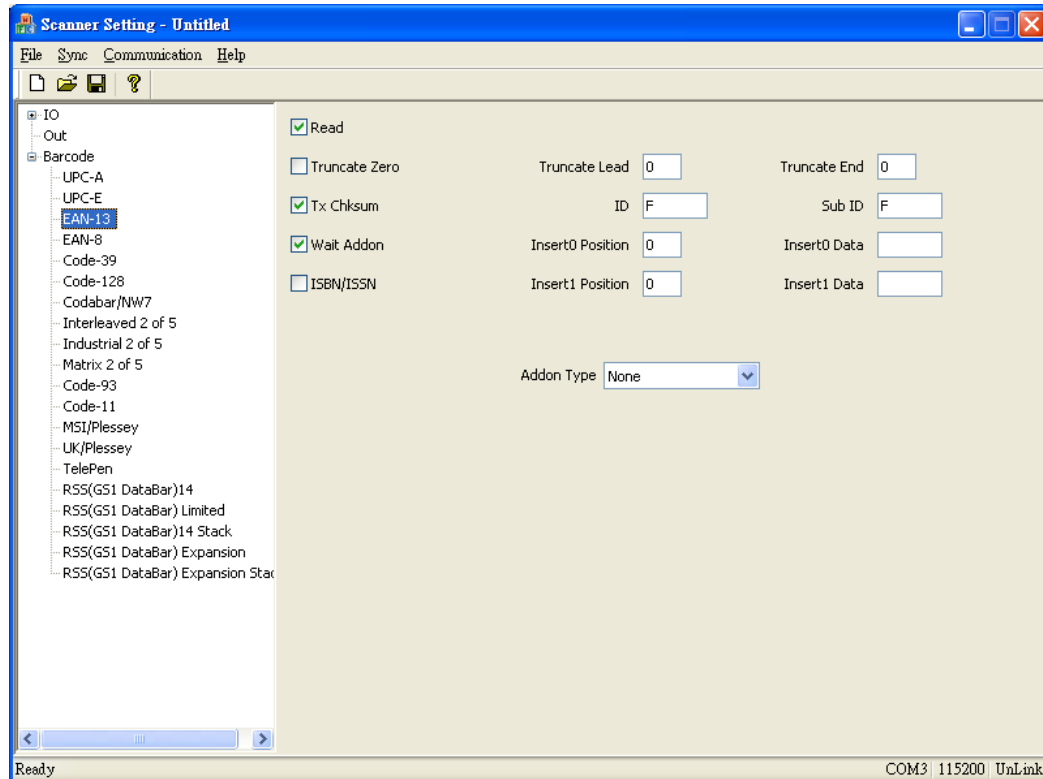 Scanner Setting - Untitled
File Sync Communication Help
IO
Out
Barcode
UPC-A
UPC-E
EAN-13
EAN-8
Code-39
Code-128
Codabar/NW7
Interleaved 2 of 5
Industrial 2 of 5
Matrix 2 of 5
Code-93
Code-11
MSI/Plessey
UK/Plessey
TelePen
RSS(GS1 DataBar)14
RSS(GS1 DataBar) Limited
RSS(GS1 DataBar)14 Stack
RSS(GS1 DataBar) Expansion
RSS(GS1 DataBar) Expansion Stac
Read
Truncate Zero Truncate Lead 0 Truncate End 0
Tx Chksum ID F Sub ID F
Wait Addon Insert0 Position 0 Insert0 Data
ISBN/ISSN Insert1 Position 0 Insert1 Data
Addon Type None
Ready COM3 115200 UnLink